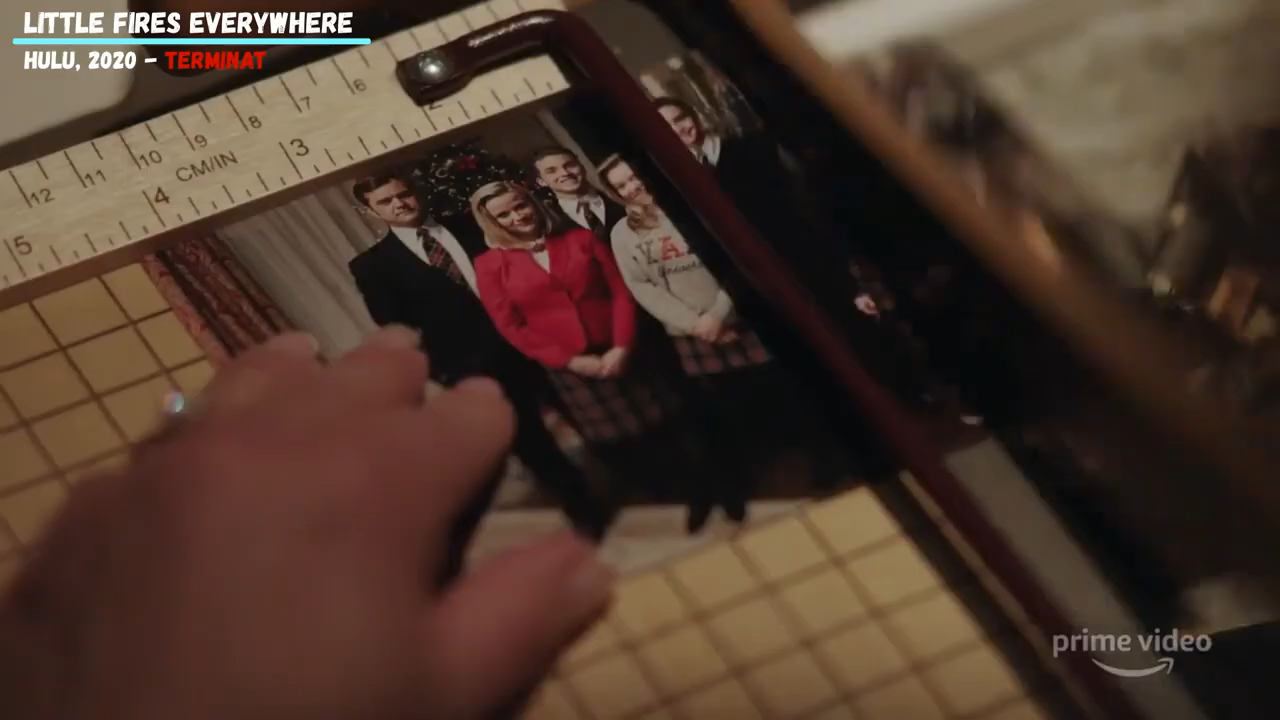 LITTLE FIRES EVERYWHERE
HULU, 2020 – TERMINAT
6
7
8
9
10
11
12
CM/IN
2
3
4
5
YA
prime video